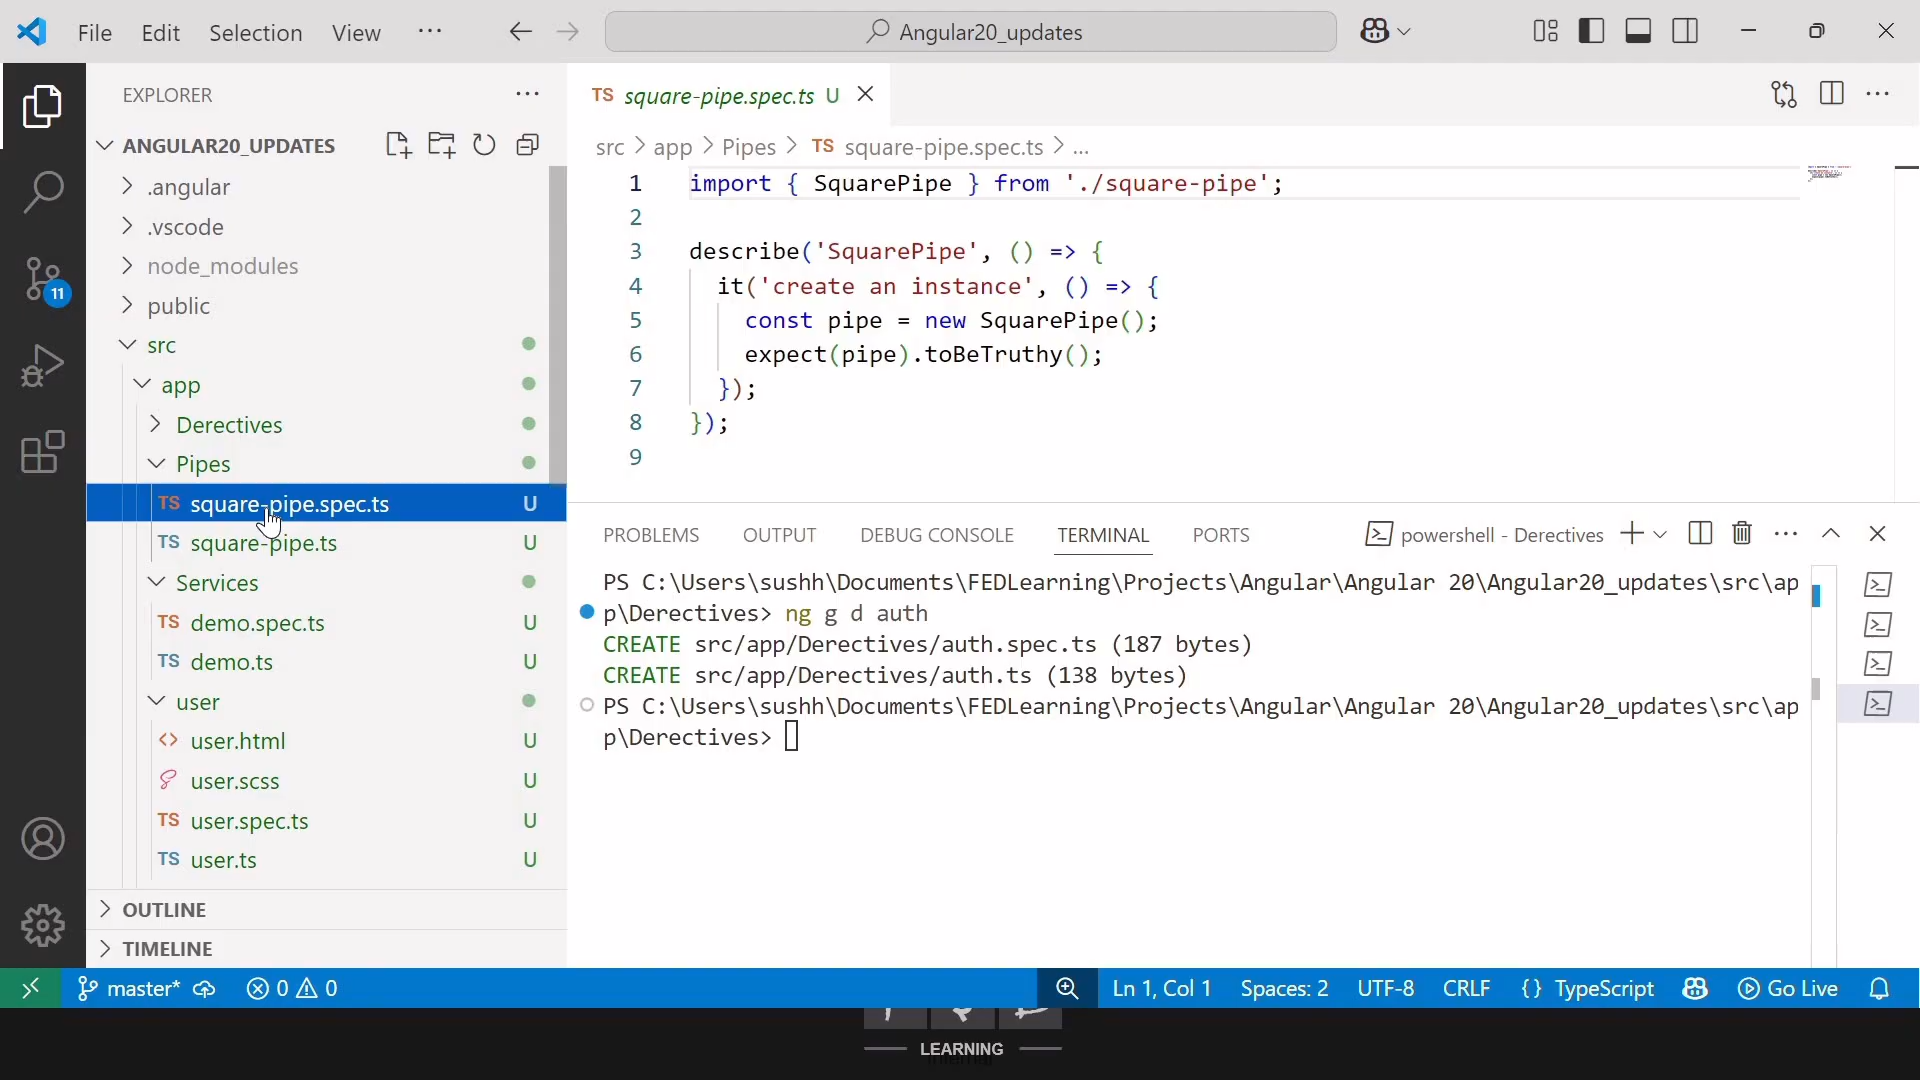 File Edit Selection View ... Angular20_updates
EXPLORER
ANGULAR20_UPDATES
.angular
.vscode
node_modules
public
src
app
Derectives
Pipes
TS square-pipe.spec.ts U
TS square-pipe.ts U
Services
TS demo.spec.ts U
TS demo.ts U
user
<> user.html U
user.scss U
TS user.spec.ts U
TS user.ts U
OUTLINE
TIMELINE
11
TS square-pipe.spec.ts U
src > app > Pipes > TS square-pipe.spec.ts > ...
1 import { SquarePipe } from './square-pipe';
2
3 describe('SquarePipe', () => {
4 it('create an instance', () => {
5 const pipe = new SquarePipe();
6 expect(pipe).toBeTruthy();
7 });
8 });
9
PROBLEMS OUTPUT DEBUG CONSOLE TERMINAL PORTS powershell - Derectives
PS C:\Users\sushh\Documents\FEDLearning\Projects\Angular\Angular 20\Angular20_updates\src\ap
p\Derectives> ng g d auth
CREATE src/app/Derectives/auth.spec.ts (187 bytes)
CREATE src/app/Derectives/auth.ts (138 bytes)
PS C:\Users\sushh\Documents\FEDLearning\Projects\Angular\Angular 20\Angular20_updates\src\ap
p\Derectives>
master* 0 0 Ln 1, Col 1 Spaces: 2 UTF-8 CRLF {} TypeScript Go Live
LEARNING